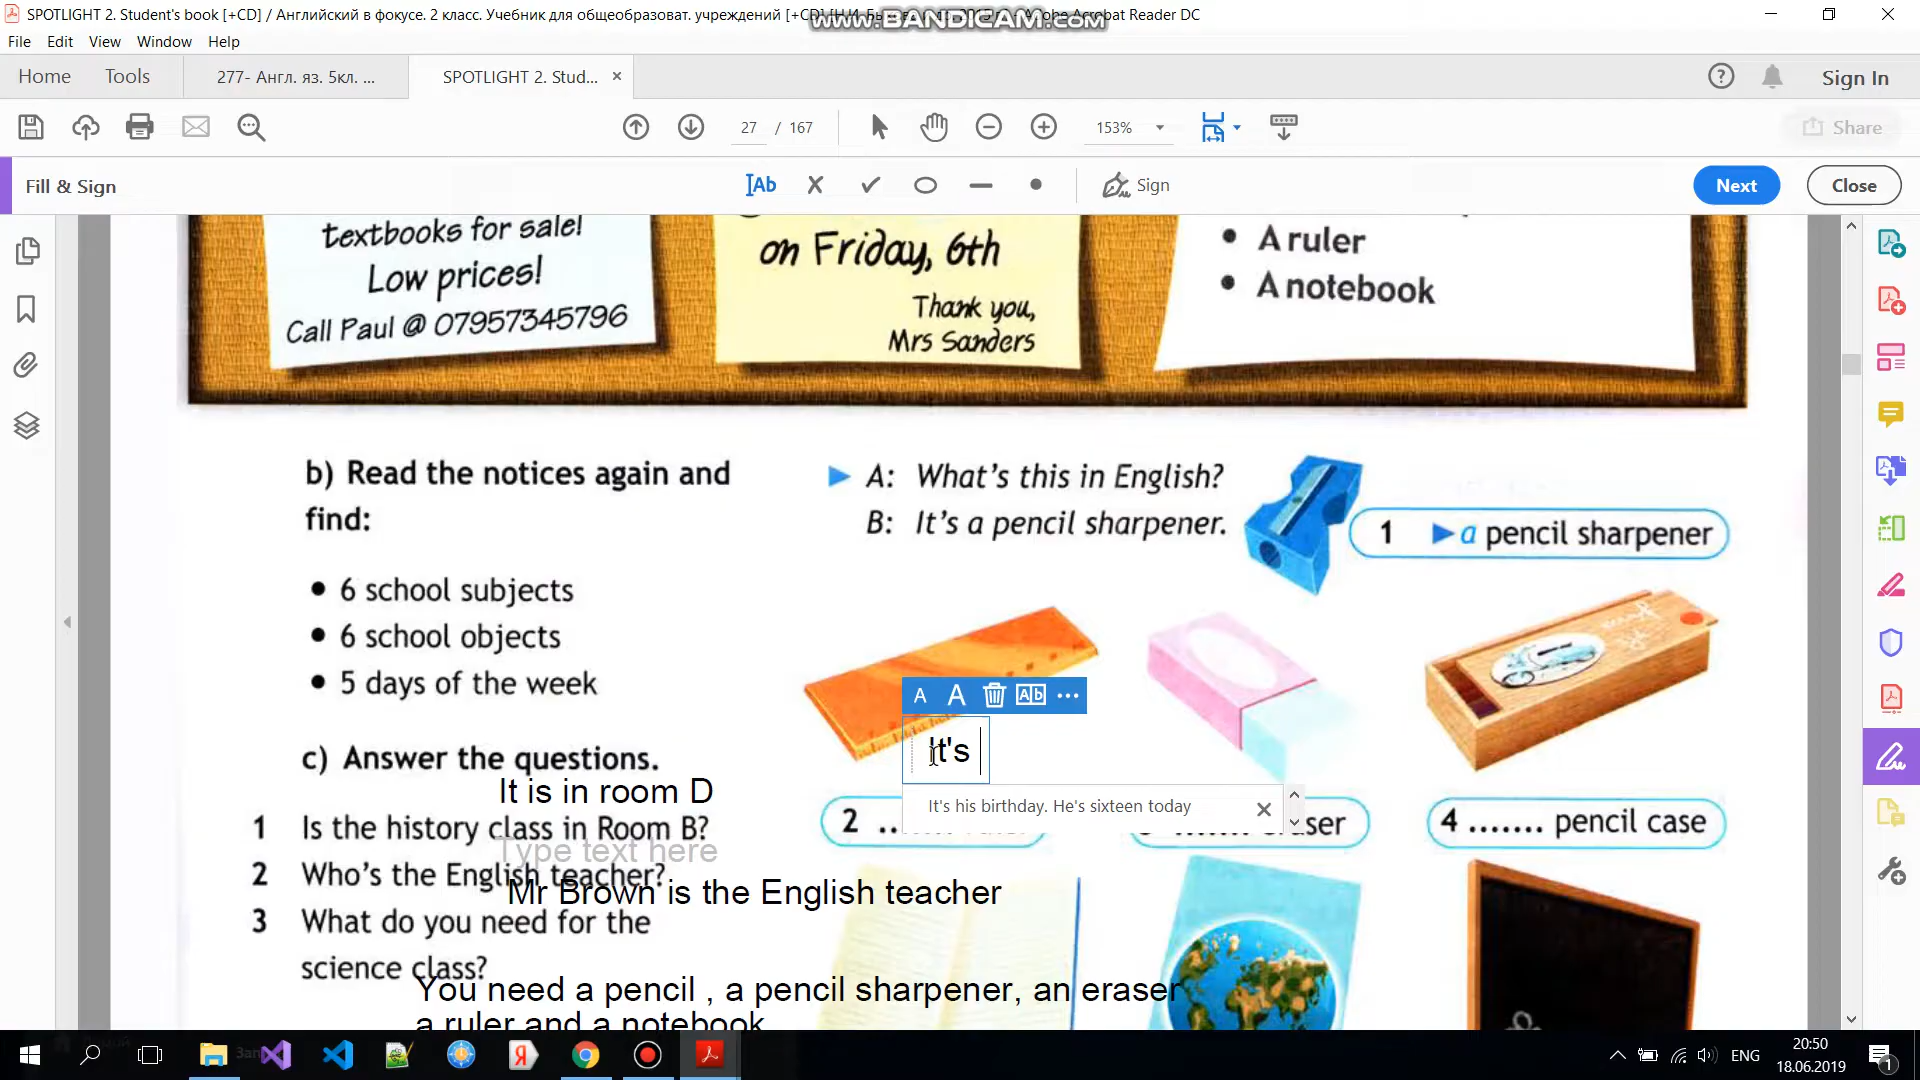 SPOTLIGHT 2. Student's book [+CD] / Английский в фокусе. 2 класс. Учебник для общеобразоват. учреждений [+CD]
Adobe Acrobat Reader DC
www.BANDICAM.com
File Edit View Window Help
Home Tools 277- Англ. яз. 5кл. ... SPOTLIGHT 2. Stud... Sign In
27 / 167 153% Share
Fill & Sign Ab Sign Next Close
textbooks for sale!
Low prices!
Call Paul @ 07957345796
on Friday, 6th
Thank you,
Mrs Sanders
• A ruler
• A notebook
b) Read the notices again and
find:
• 6 school subjects
• 6 school objects
• 5 days of the week
c) Answer the questions.
It is in room D
1 Is the history class in Room B?
Type text here
2 Who's the English teacher?
Mr Brown is the English teacher
3 What do you need for the
science class?
You need a pencil , a pencil sharpener, an eraser
a ruler and a notebook
A: What's this in English?
B: It's a pencil sharpener.
1 a pencil sharpener
A A Ab ...
It's
It's his birthday. He's sixteen today
2
4 ....... pencil case
ENG
20:50
18.06.2019
1